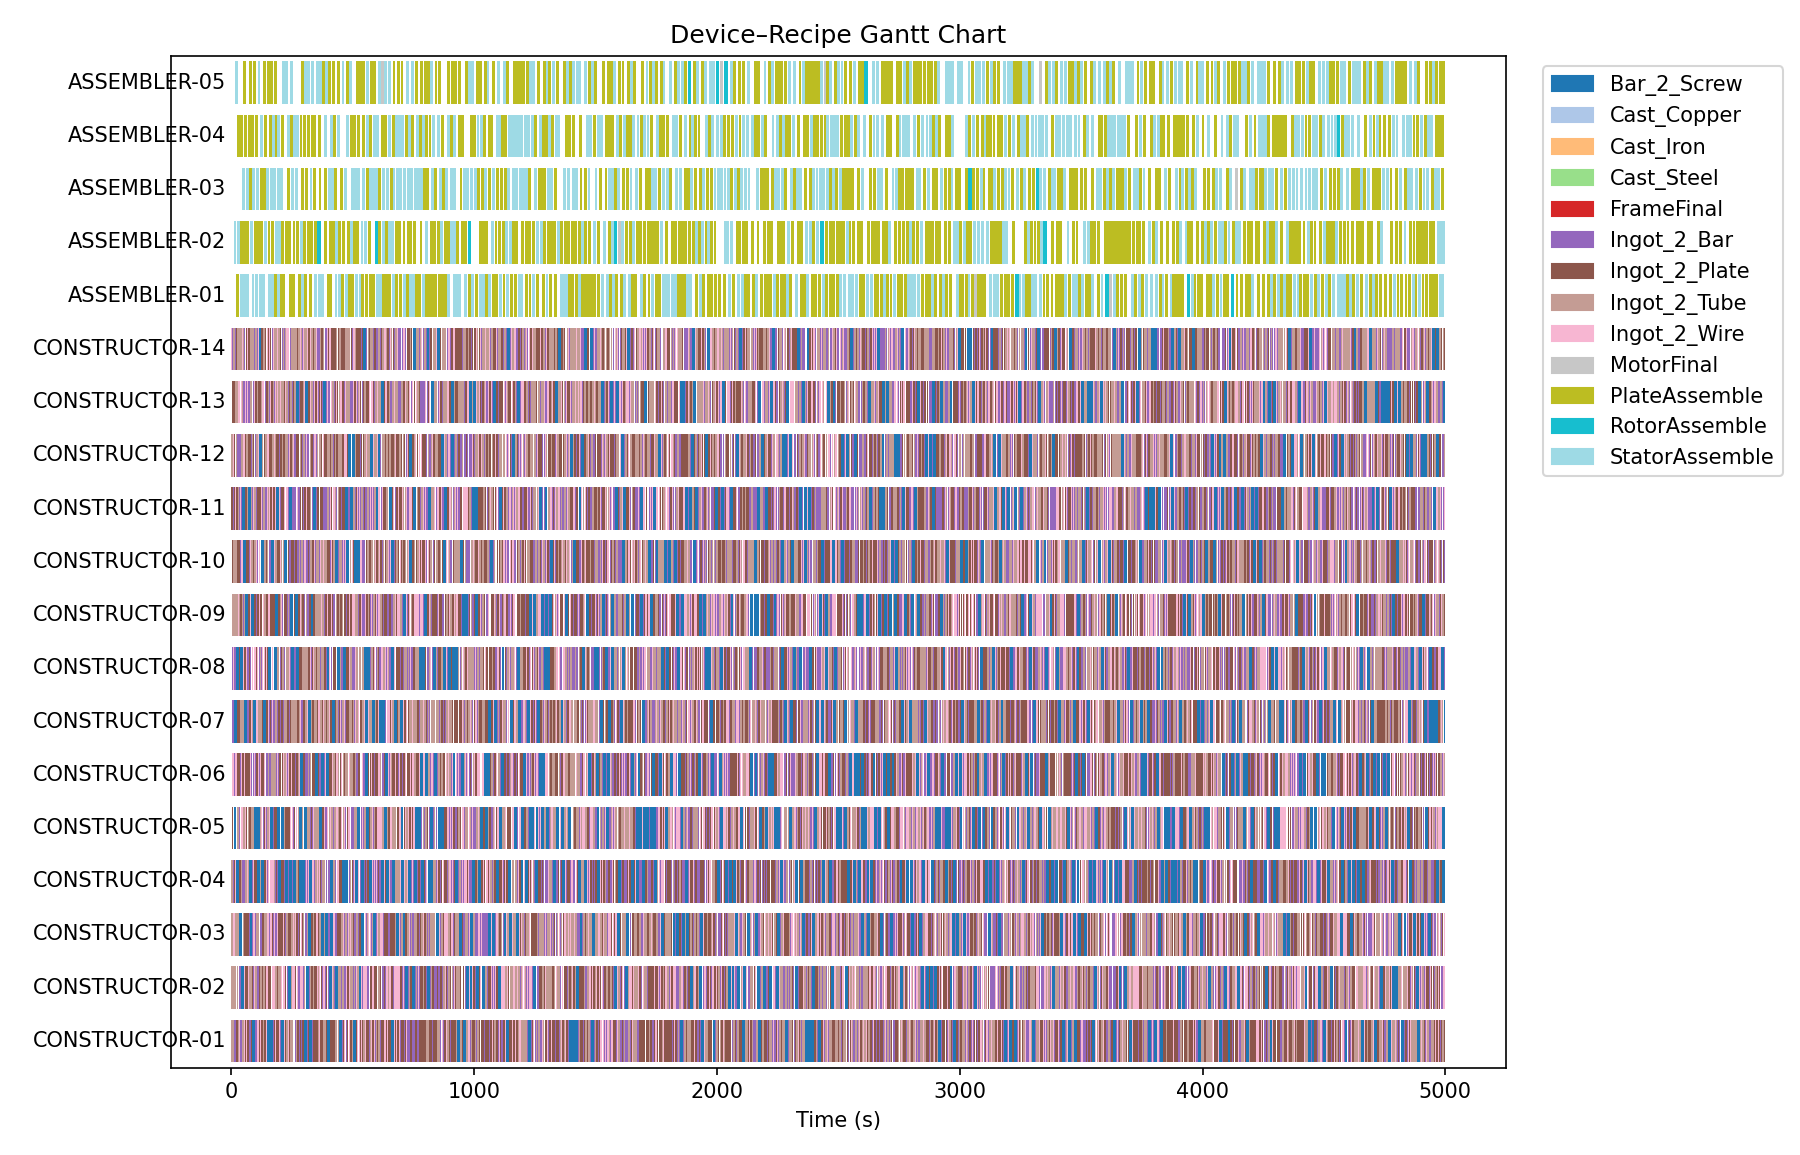 Device–Recipe Gantt Chart
ASSEMBLER-05
ASSEMBLER-04
ASSEMBLER-03
ASSEMBLER-02
ASSEMBLER-01
CONSTRUCTOR-14
CONSTRUCTOR-13
CONSTRUCTOR-12
CONSTRUCTOR-11
CONSTRUCTOR-10
CONSTRUCTOR-09
CONSTRUCTOR-08
CONSTRUCTOR-07
CONSTRUCTOR-06
CONSTRUCTOR-05
CONSTRUCTOR-04
CONSTRUCTOR-03
CONSTRUCTOR-02
CONSTRUCTOR-01
0 1000 2000 3000 4000 5000
Time (s)
Bar_2_Screw
Cast_Copper
Cast_Iron
Cast_Steel
FrameFinal
Ingot_2_Bar
Ingot_2_Plate
Ingot_2_Tube
Ingot_2_Wire
MotorFinal
PlateAssemble
RotorAssemble
StatorAssemble